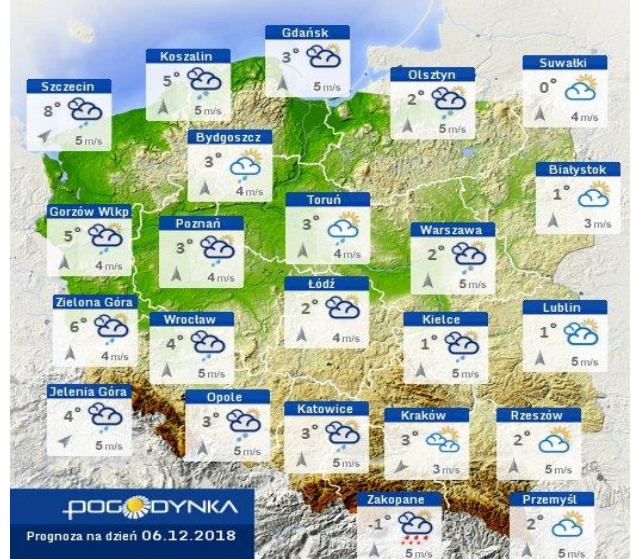 Gdańsk
3°
5 m/s
Koszalin
5°
5 m/s
Szczecin
8°
5 m/s
Olsztyn
2°
5 m/s
Suwałki
0°
4 m/s
Bydgoszcz
3°
4 m/s
Białystok
1°
3 m/s
Gorzów Wlkp
5°
4 m/s
Poznań
3°
4 m/s
Toruń
3°
4 m/s
Warszawa
2°
5 m/s
Łódź
2°
4 m/s
Zielona Góra
6°
4 m/s
Wrocław
4°
5 m/s
Kielce
1°
5 m/s
Lublin
1°
5 m/s
Jelenia Góra
4°
5 m/s
Opole
3°
5 m/s
Katowice
3°
5 m/s
Kraków
3°
3 m/s
Rzeszów
2°
5 m/s
Zakopane
-1°
5 m/s
Przemyśl
2°
5 m/s
POGODYNKA
Prognoza na dzień 06.12.2018